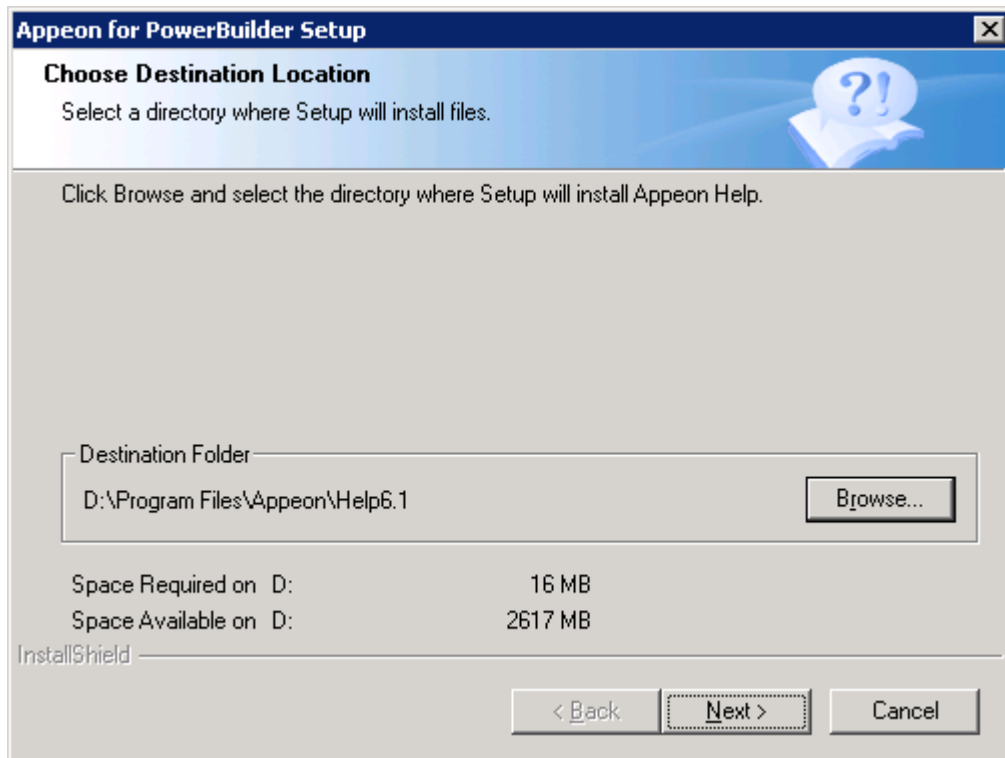 Appeon for PowerBuilder Setup
Choose Destination Location
Select a directory where Setup will install files.
?!
Click Browse and select the directory where Setup will install Appeon Help.
Destination Folder
D:\Program Files\Appeon\Help6.1
Browse...
Space Required on D: 16 MB
Space Available on D: 2617 MB
InstallShield
< Back Next > Cancel